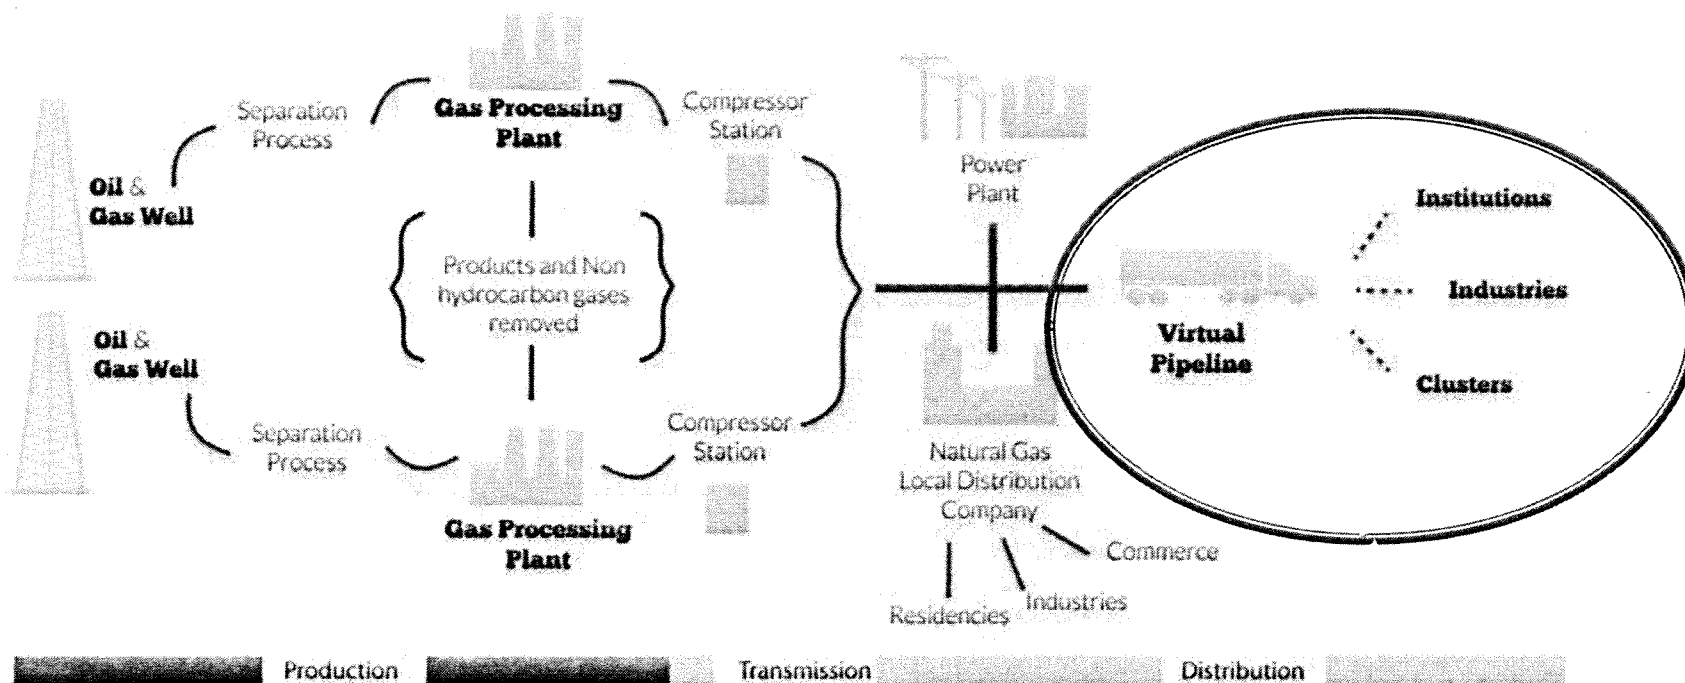 Oil &
Gas Well
Separation
Process
Gas Processing
Plant
Compressor
Station
Products and Non
hydrocarbon gases
removed
Oil &
Gas Well
Separation
Process
Gas Processing
Plant
Compressor
Station
Power
Plant
Natural Gas
Local Distribution
Company
Residencies
Industries
Commerce
Virtual
Pipeline
Institutions
Industries
Clusters
Production
Transmission
Distribution